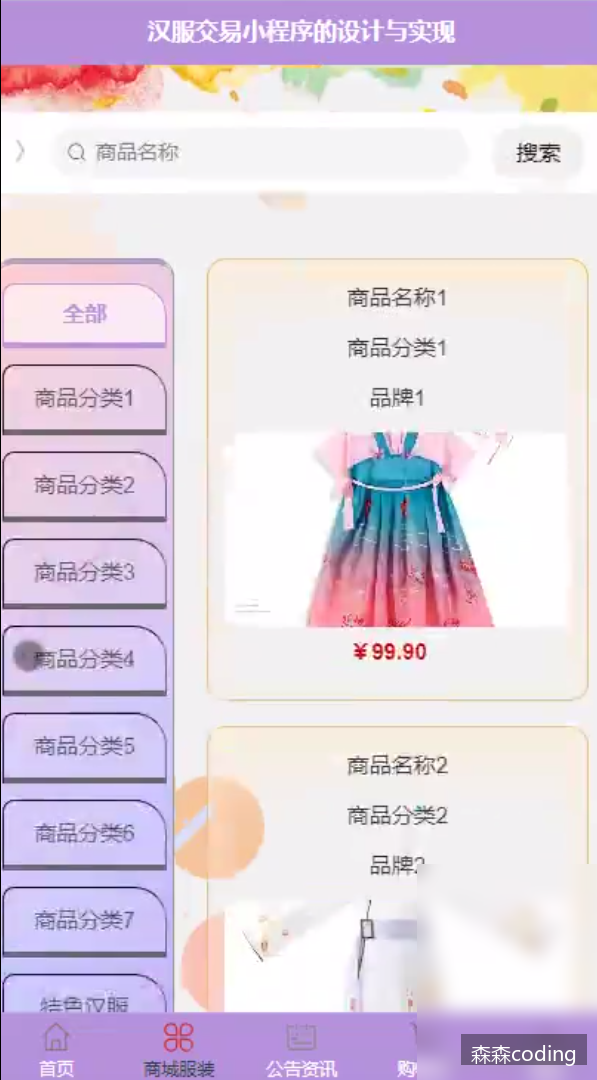 汉服交易小程序的设计与实现
商品名称
搜索
全部
商品分类1
商品分类2
商品分类3
商品分类4
商品分类5
商品分类6
商品分类7
特色汉服
商品名称1
商品分类1
品牌1
￥99.90
商品名称2
商品分类2
品牌2
首页
商城服装
公告资讯
购
森森coding